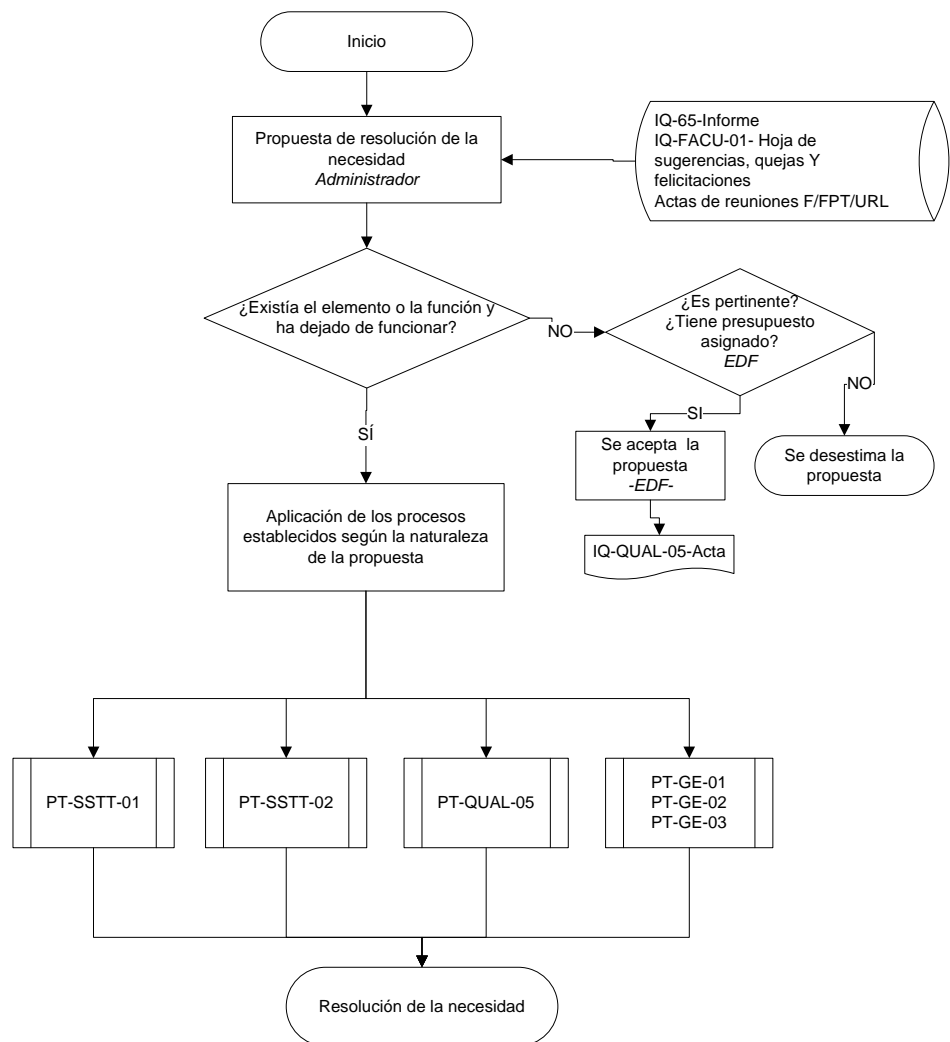 Inicio
Propuesta de resolución de la
necesidad
Administrador
IQ-65-Informe
IQ-FACU-01- Hoja de
sugerencias, quejas Y
felicitaciones
Actas de reuniones F/FPT/URL
¿Existía el elemento o la función y
ha dejado de funcionar?
NO
¿Es pertinente?
¿Tiene presupuesto
asignado?
EDF
NO
SI
SÍ
Se acepta la
propuesta
-EDF-
Se desestima la
propuesta
IQ-QUAL-05-Acta
Aplicación de los procesos
establecidos según la naturaleza
de la propuesta
PT-SSTT-01
PT-SSTT-02
PT-QUAL-05
PT-GE-01
PT-GE-02
PT-GE-03
Resolución de la necesidad